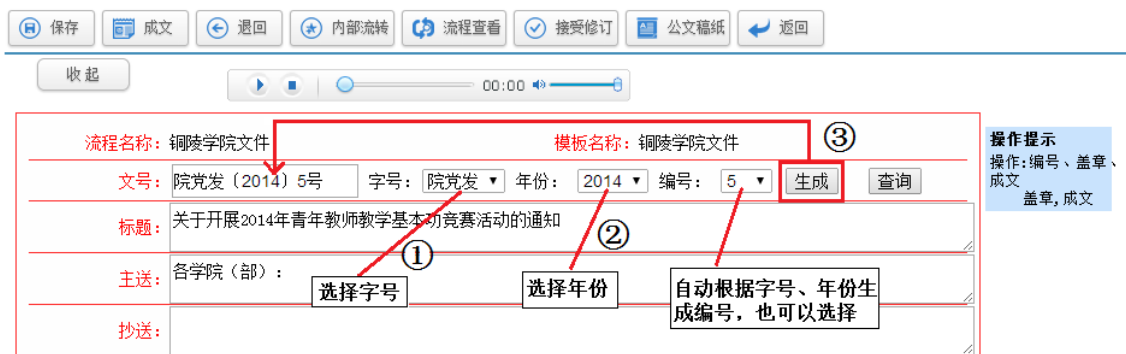 保存 成文 退回 内部流转 流程查看 接受修订 公文稿纸 返回
收起
00:00
流程名称：铜陵学院文件 模板名称：铜陵学院文件 ③
文号：院党发〔2014〕5号 字号：院党发 年份：2014 编号：5 生成 查询
标题：关于开展2014年青年教师教学基本功竞赛活动的通知
① ②
主送：各学院（部）：
选择字号 选择年份 自动根据字号、年份生
成编号，也可以选择
抄送：
操作提示
操作:编号、盖章、
成文
盖章,成文